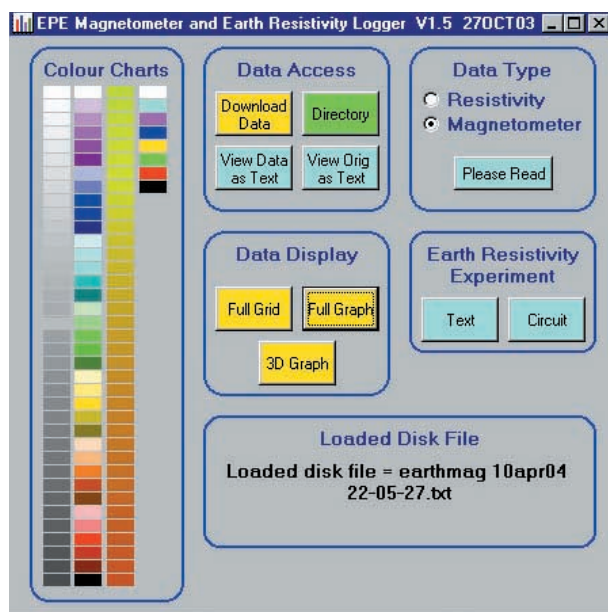 EPE Magnetometer and Earth Resistivity Logger V1.5 27OCT03
Colour Charts
Data Access
Download
Data
Directory
View Data
as Text
View Orig
as Text
Data Type
Resistivity
Magnetometer
Please Read
Data Display
Full Grid
Full Graph
3D Graph
Earth Resistivity
Experiment
Text
Circuit
Loaded Disk File
Loaded disk file = earthmag 10apr04
22-05-27.txt